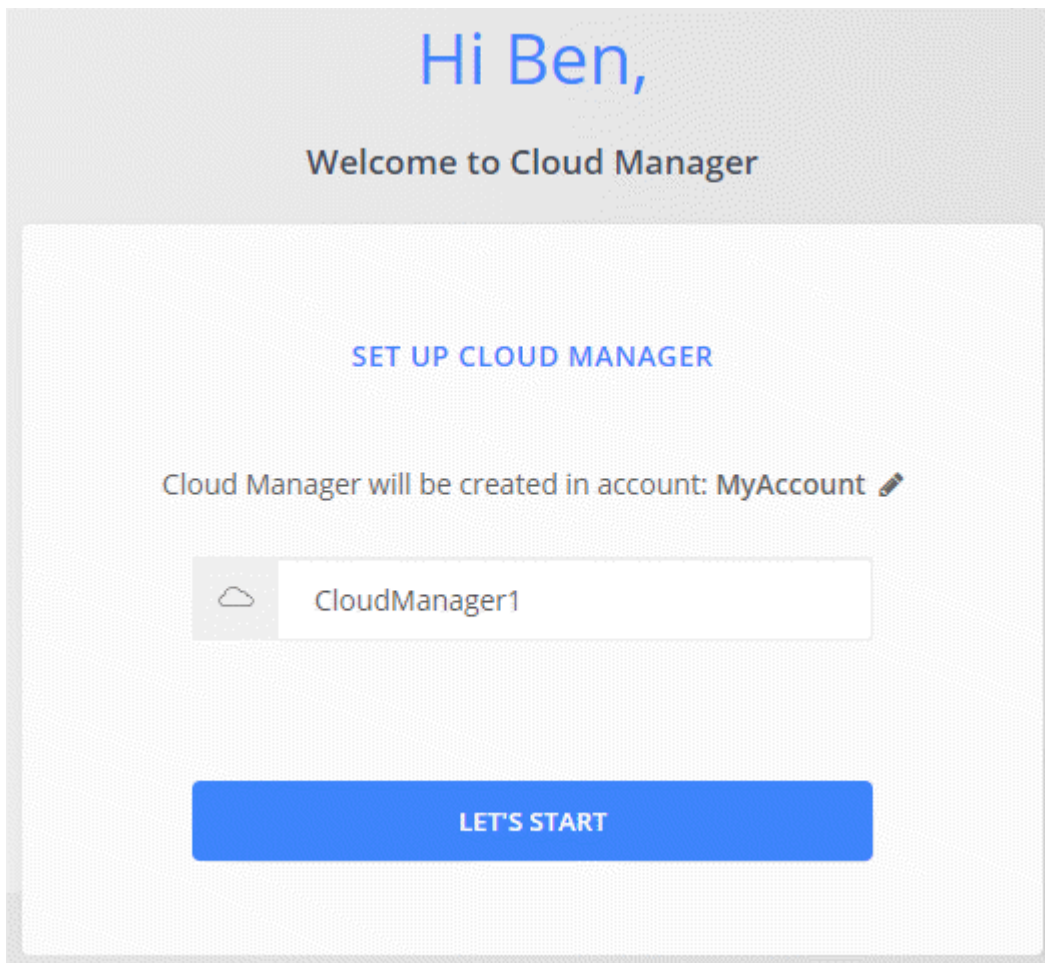 Hi Ben,
Welcome to Cloud Manager
SET UP CLOUD MANAGER
Cloud Manager will be created in account: MyAccount
CloudManager1
LET'S START